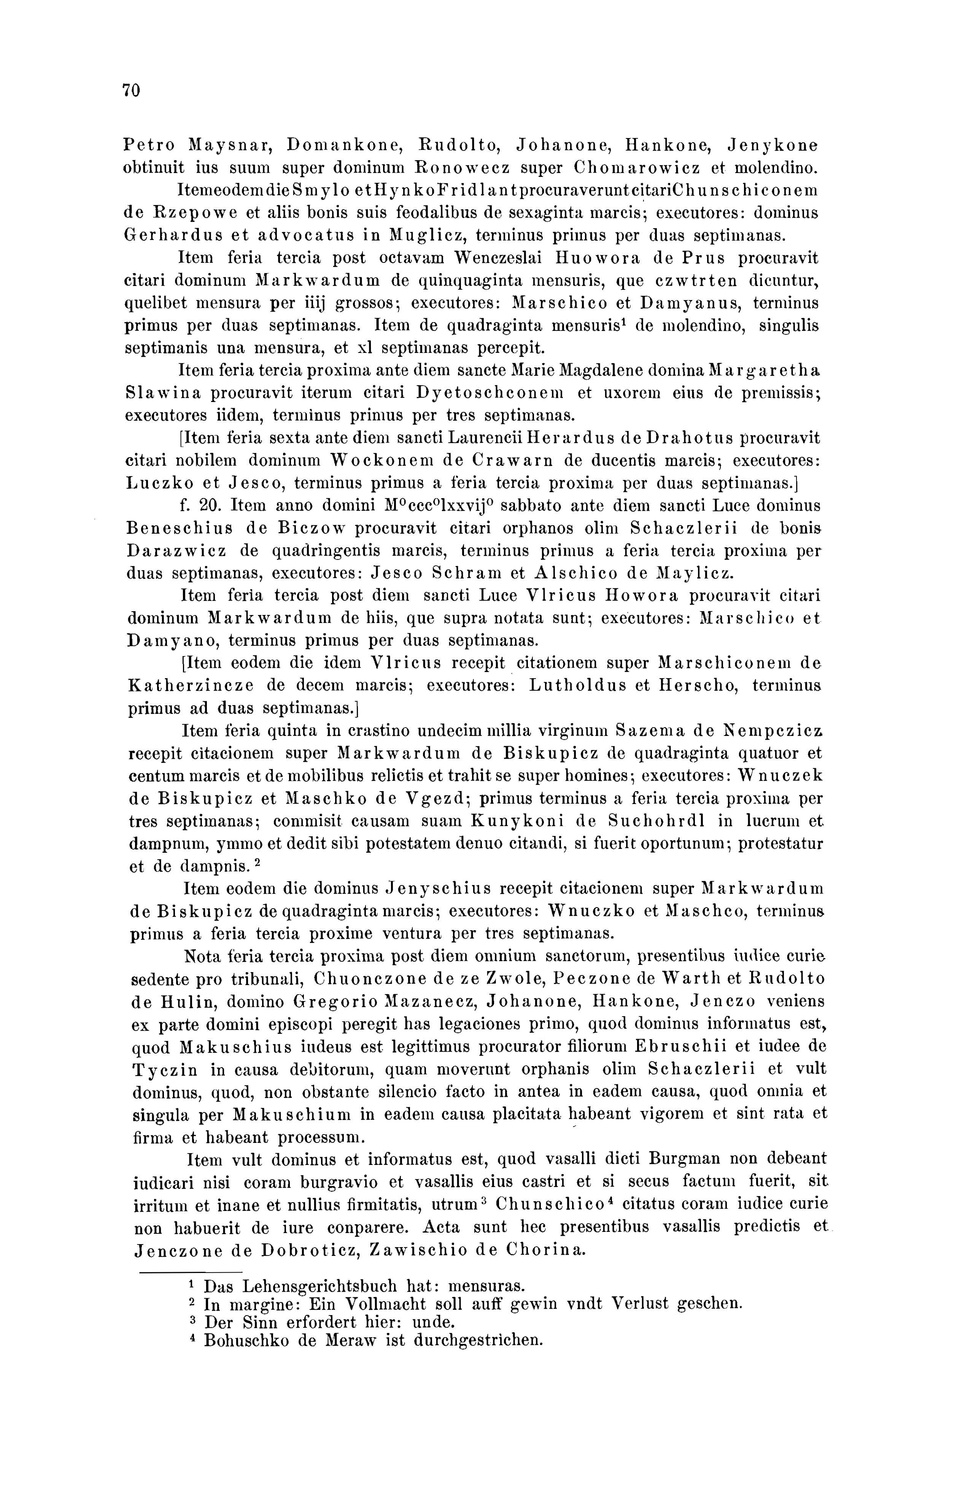 70
Petro Maysnar, Domankone, Rudolto, Johanone, Hankone, Jenykone
obtinuit ius suum super dominum Ronowecz super Chomarowicz et molendino.
Item eodem die Smylo et Hynko Fridlant procuraverunt citari Chunschiconem
de Rzepowe et aliis bonis suis feodalibus de sexaginta marcis; executores: dominus
Gerhardus et advocatus in Muglicz, terminus primus per duas septimanas.
Item feria tercia post octavam Wenczeslai Huowora de Prus procuravit
citari dominum Markwardum de quinquaginta mensuris, que czwtrten dicuntur,
quelibet mensura per iiij grossos; executores: Marschico et Damyanus, terminus
primus per duas septimanas. Item de quadraginta mensuris¹ de molendino, singulis
septimanis una mensura, et xl septimanas percepit.
Item feria tercia proxima ante diem sancte Marie Magdalene domina Margaretha
Slawina procuravit iterum citari Dyetoschconem et uxorem eius de premissis;
executores iidem, terminus primus per tres septimanas.
[Item feria sexta ante diem sancti Laurencii Herardus de Drahotus procuravit
citari nobilem dominum Wockonem de Crawarn de ducentis marcis; executores:
Luczko et Jesco, terminus primus a feria tercia proxima per duas septimanas.]
f. 20. Item anno domini M⁰ccc⁰lxxvij⁰ sabbato ante diem sancti Luce dominus
Beneschius de Biczow procuravit citari orphanos olim Schaczlerii de bonis
Darazwicz de quadringentis marcis, terminus primus a feria tercia proxima per
duas septimanas, executores: Jesco Schram et Alschico de Maylicz.
Item feria tercia post diem sancti Luce Vlricus Howora procuravit citari
dominum Markwardum de hiis, que supra notata sunt; executores: Marschico et
Damyano, terminus primus per duas septimanas.
[Item eodem die idem Vlricus recepit citationem super Marschiconem de
Katherzincze de decem marcis; executores: Lutholdus et Herscho, terminus
primus ad duas septimanas.]
Item feria quinta in crastino undecim millia virginum Sazema de Nempczicz
recepit citacionem super Markwardum de Biskupicz de quadraginta quatuor et
centum marcis et de mobilibus relictis et trahit se super homines; executores: Wnuczek
de Biskupicz et Maschko de Vgezd; primus terminus a feria tercia proxima per
tres septimanas; commisit causam suam Kunykoni de Suchohrdl in lucrum et
dampnum, ymmo et dedit sibi potestatem denuo citandi, si fuerit oportunum; protestatur
et de dampnis. ²
Item eodem die dominus Jenyschius recepit citacionem super Markwardum
de Biskupicz de quadraginta marcis; executores: Wnuczko et Maschco, terminus
primus a feria tercia proxime ventura per tres septimanas.
Nota feria tercia proxima post diem omnium sanctorum, presentibus iudice curie
sedente pro tribunali, Chuonczone de ze Zwole, Peczone de Warth et Rudolto
de Hulin, domino Gregorio Mazanecz, Johanone, Hankone, Jenczo veniens
ex parte domini episcopi peregit has legaciones primo, quod dominus informatus est,
quod Makuschius iudeus est legittimus procurator filiorum Ebruschii et iudee de
Tyczin in causa debitorum, quam moverunt orphanis olim Schaczlerii et vult
dominus, quod, non obstante silencio facto in antea in eadem causa, quod omnia et
singula per Makuschium in eadem causa placitata habeant vigorem et sint rata et
firma et habeant processum.
Item vult dominus et informatus est, quod vasalli dicti Burgman non debeant
iudicari nisi coram burgravio et vasallis eius castri et si secus factum fuerit, sit
irritum et inane et nullius firmitatis, utrum³ Chunschico⁴ citatus coram iudice curie
non habuerit de iure conparere. Acta sunt hec presentibus vasallis predictis et
Jenczone de Dobroticz, Zawischio de Chorina.
¹ Das Lehensgerichtsbuch hat: mensuras.
² In margine: Ein Vollmacht soll auff gewin vndt Verlust geschen.
³ Der Sinn erfordert hier: unde.
⁴ Bohuschko de Meraw ist durchgestrichen.